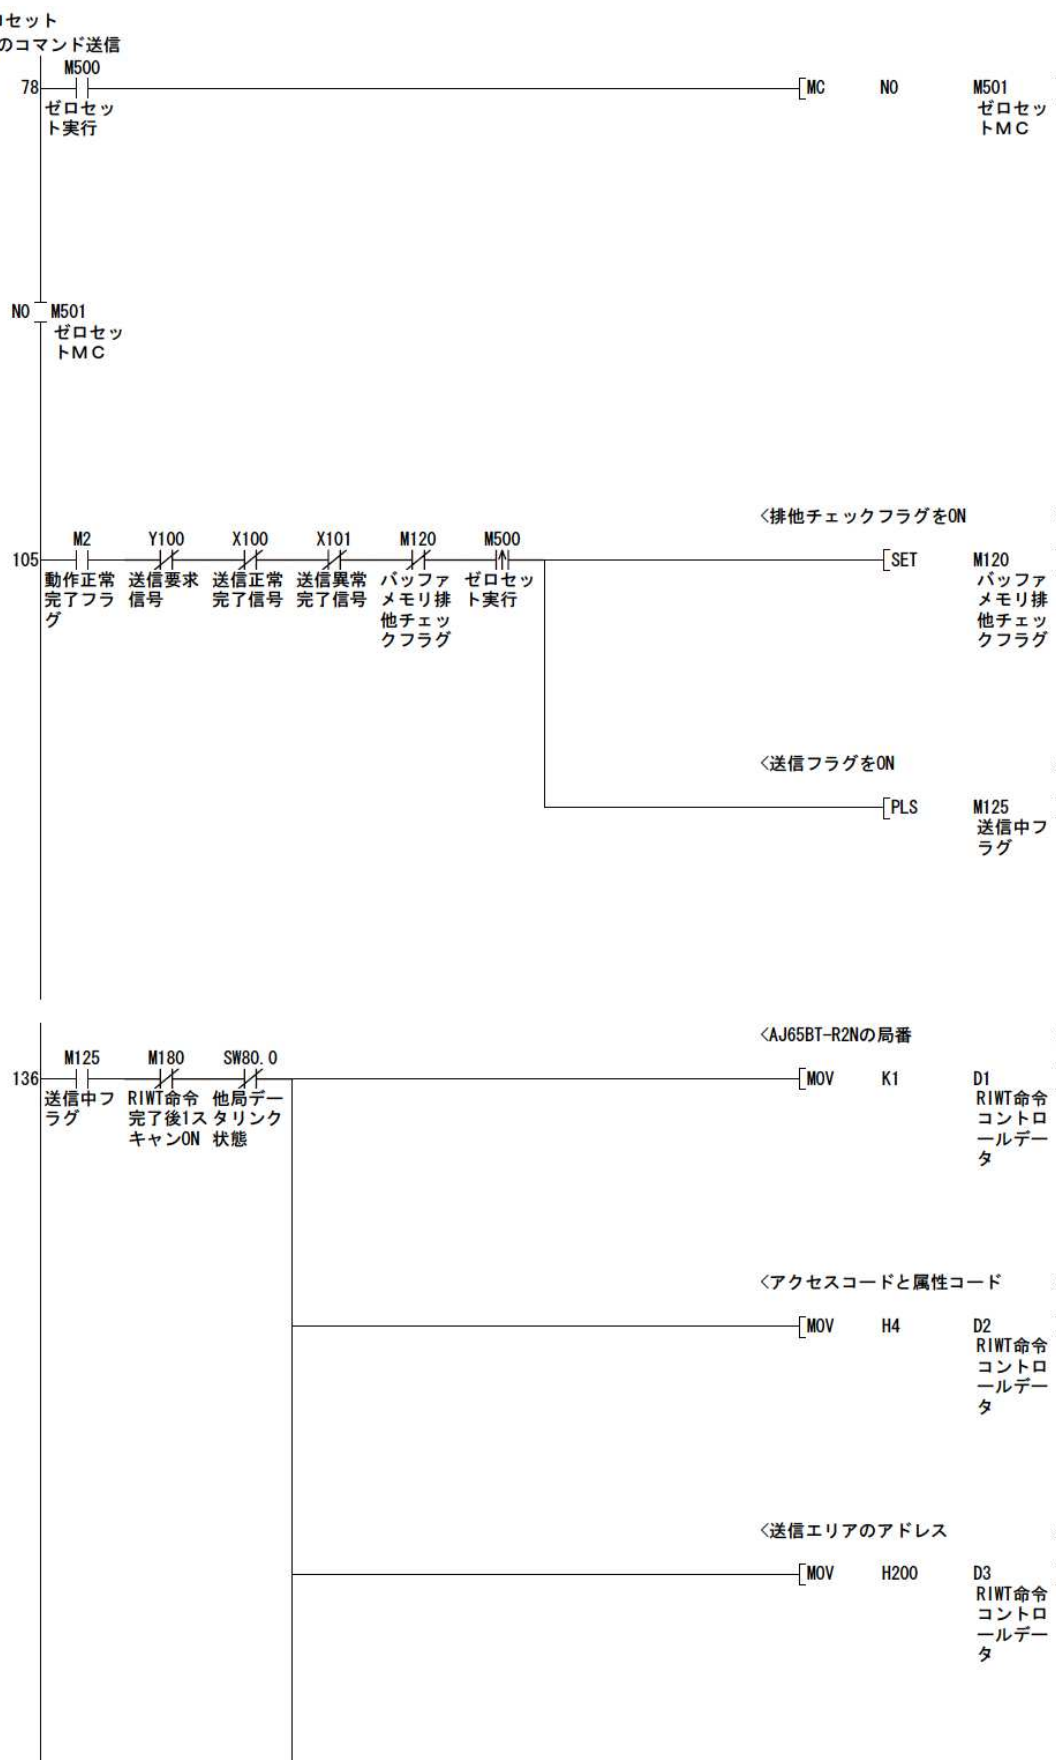 ロセット
のコマンド送信
M500
78
[MC N0 M501
ゼロセッ
ト実行
ゼロセッ
トMC
N0 M501
ゼロセッ
トMC
<排他チェックフラグをON
M2 Y100 X100 X101 M120 M500
105
[SET M120
動作正常 送信要求 送信正常 送信異常 バッファ ゼロセッ
完了フラ 信号 完了信号 完了信号 メモリ排 ト実行
グ 他チェッ
クフラグ
バッファ
メモリ排
他チェッ
クフラグ
<送信フラグをON
[PLS M125
送信中フ
ラグ
<AJ65BT-R2Nの局番
M125 M180 SW80.0
136
[MOV K1 D1
送信中フ RIWT命令 他局デー
ラグ 完了後1ス タリンク
キャンON 状態
RIWT命令
コントロ
ールデー
タ
<アクセスコードと属性コード
[MOV H4 D2
RIWT命令
コントロ
ールデー
タ
<送信エリアのアドレス
[MOV H200 D3
RIWT命令
コントロ
ールデー
タ